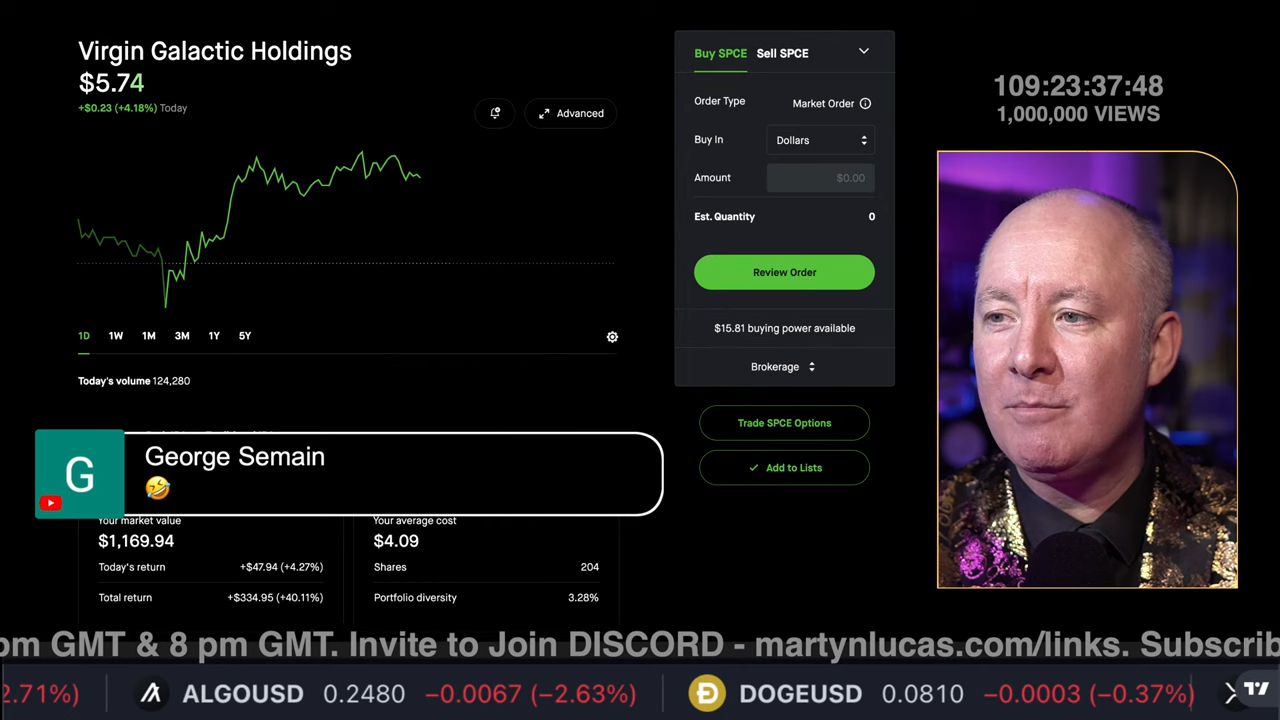 Virgin Galactic Holdings
$5.74
+$0.23 (+4.18%) Today
Advanced
1D 1W 1M 3M 1Y 5Y
Today's volume 124,280
George Semain
🤣
G
Your market value
$1,169.94
Today's return +$47.94 (+4.27%)
Total return +$334.95 (+40.11%)
Your average cost
$4.09
Shares 204
Portfolio diversity 3.28%
Buy SPCE Sell SPCE
Order Type Market Order
Buy In Dollars
Amount $0.00
Est. Quantity 0
Review Order
$15.81 buying power available
Brokerage
Trade SPCE Options
Add to Lists
109:23:37:48
1,000,000 VIEWS
pm GMT & 8 pm GMT. Invite to Join DISCORD - martynlucas.com/links. Subscrib
2.71%) ALGOUSD 0.2480 −0.0067 (−2.63%) DOGEUSD 0.0810 −0.0003 (−0.37%)